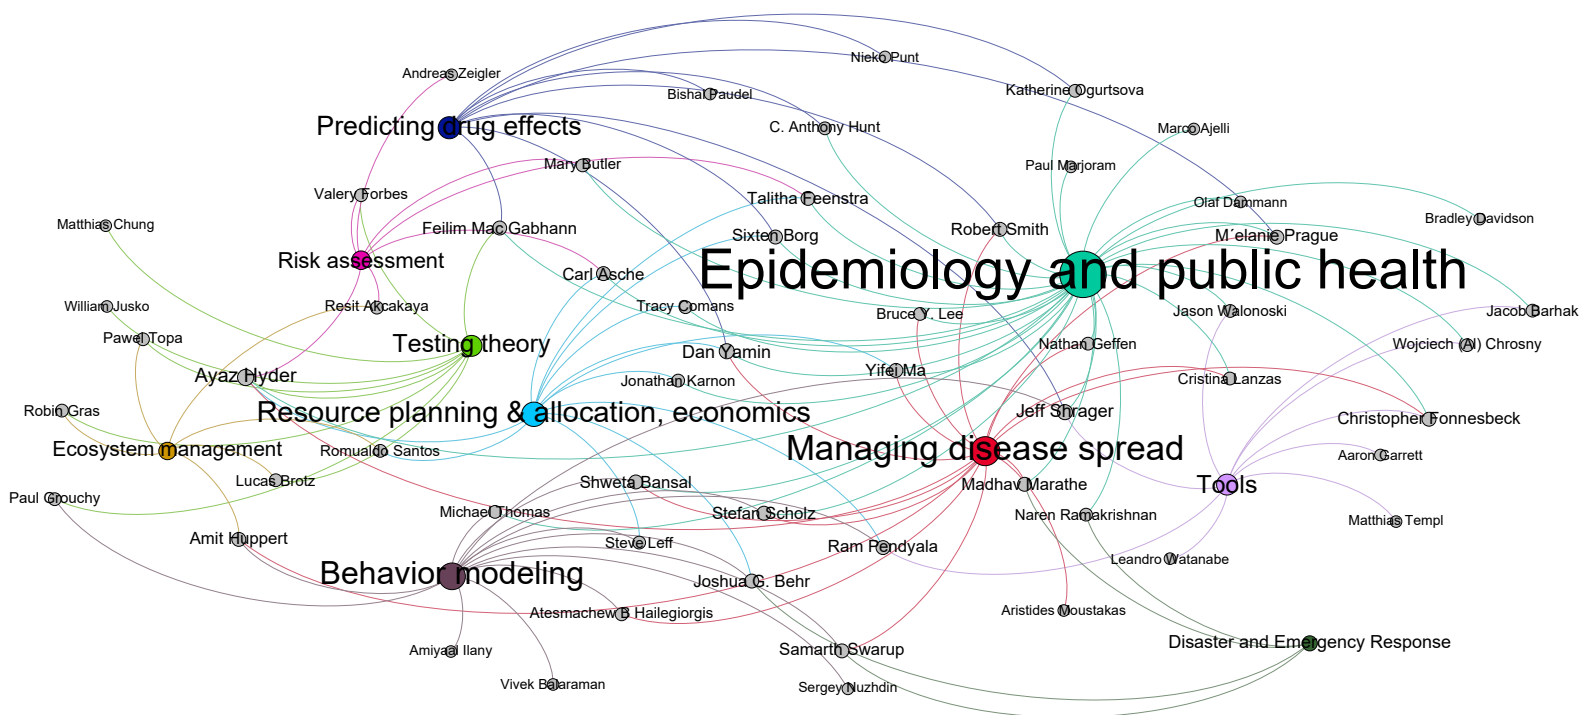 Nieko Punt
Andreas Zeigler
Katherine Ogurtsova
Bishal Paudel
Predicting drug effects
C. Anthony Hunt
Marco Ajelli
Mary Butler
Paul Marjoram
Valery Forbes
Talitha Feenstra
Olaf Dammann
Bradley Davidson
Matthias Chung
Feilim Mac Gabhann
Robert Smith
Sixten Borg
M´elanie Prague
Risk assessment
Epidemiology and public health
Carl Asche
William Jusko
Resit Akcakaya
Tracy Comans
Bruce Y. Lee
Jason Walonoski
Jacob Barhak
Pawel Topa
Testing theory
Dan Yamin
Nathan Geffen
Wojciech (Al) Chrosny
Ayaz Hyder
Jonathan Karnon
Yifei Ma
Cristina Lanzas
Robin Gras
Resource planning & allocation, economics
Jeff Shrager
Christopher Fonnesbeck
Ecosystem management
Romualdo Santos
Managing disease spread
Aaron Garrett
Lucas Brotz
Shweta Bansal
Madhav Marathe
Tools
Paul Grouchy
Michael Thomas
Stefan Scholz
Naren Ramakrishnan
Matthias Templ
Amit Huppert
Steve Leff
Ram Pendyala
Leandro Watanabe
Behavior modeling
Joshua G. Behr
Atesmachew B Hailegiorgis
Aristides Moustakas
Amiyaal Ilany
Samarth Swarup
Disaster and Emergency Response
Vivek Balaraman
Sergey Nuzhdin